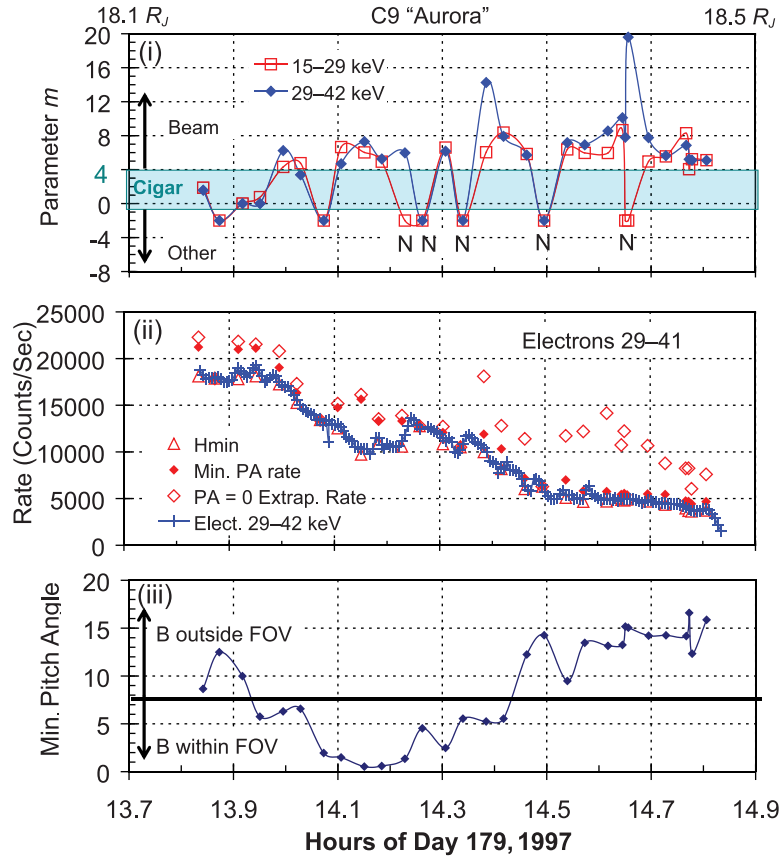 18.1 R_J C9 "Aurora" 18.5 R_J
(i)
15–29 keV
29–42 keV
Beam
Cigar
Other
N N N N N
Parameter m
20
16
12
8
4
0
-4
-8
(ii)
Electrons 29–41
Hmin
Min. PA rate
PA = 0 Extrap. Rate
Elect. 29–42 keV
Rate (Counts/Sec)
25000
20000
15000
10000
5000
0
(iii)
B outside FOV
B within FOV
Min. Pitch Angle
20
15
10
5
0
13.7 13.9 14.1 14.3 14.5 14.7 14.9
Hours of Day 179, 1997